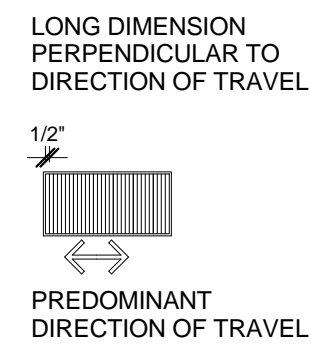 LONG DIMENSION
PERPENDICULAR TO
DIRECTION OF TRAVEL
1/2"
PREDOMINANT
DIRECTION OF TRAVEL